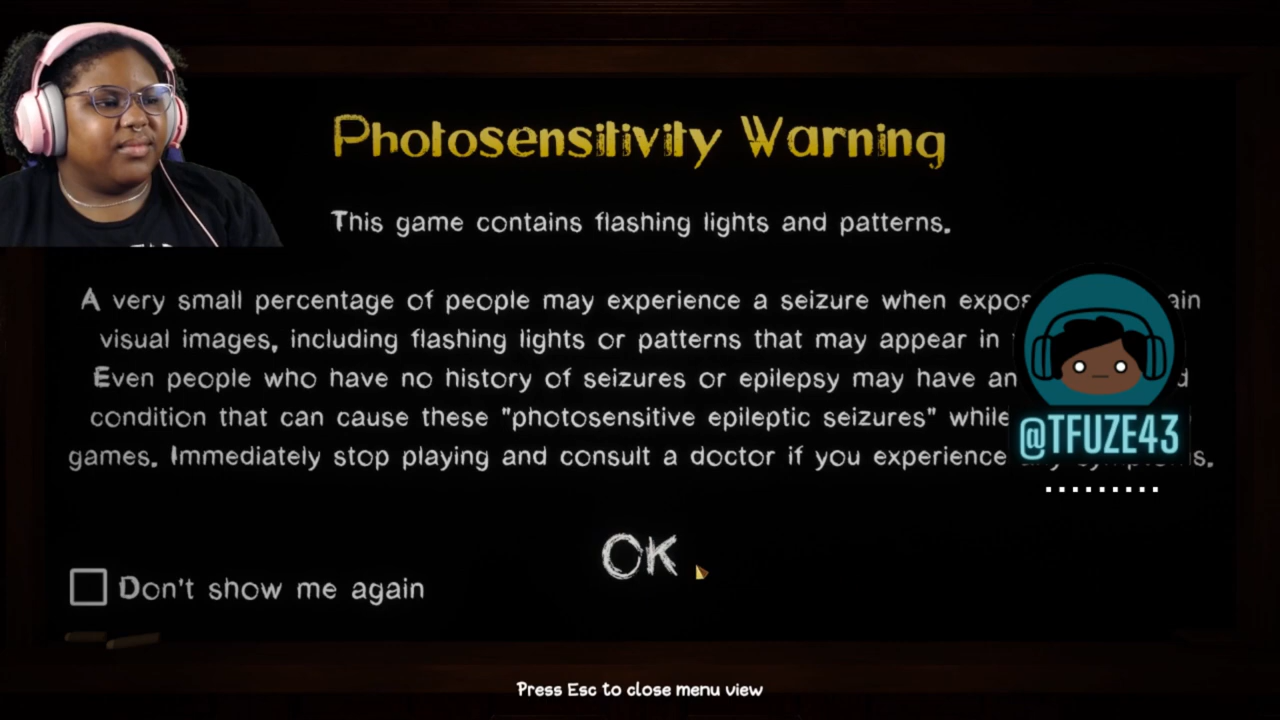 Photosensitivity Warning
This game contains flashing lights and patterns.
A very small percentage of people may experience a seizure when
visual images, including flashing lights or patterns that may appear in
Even people who have no history of seizures or epilepsy may have an
condition that can cause these "photosensitive epileptic seizures" while
games. Immediately stop playing and consult a doctor if you experience
@TFUZE43
OK
Don't show me again
Press Esc to close menu view